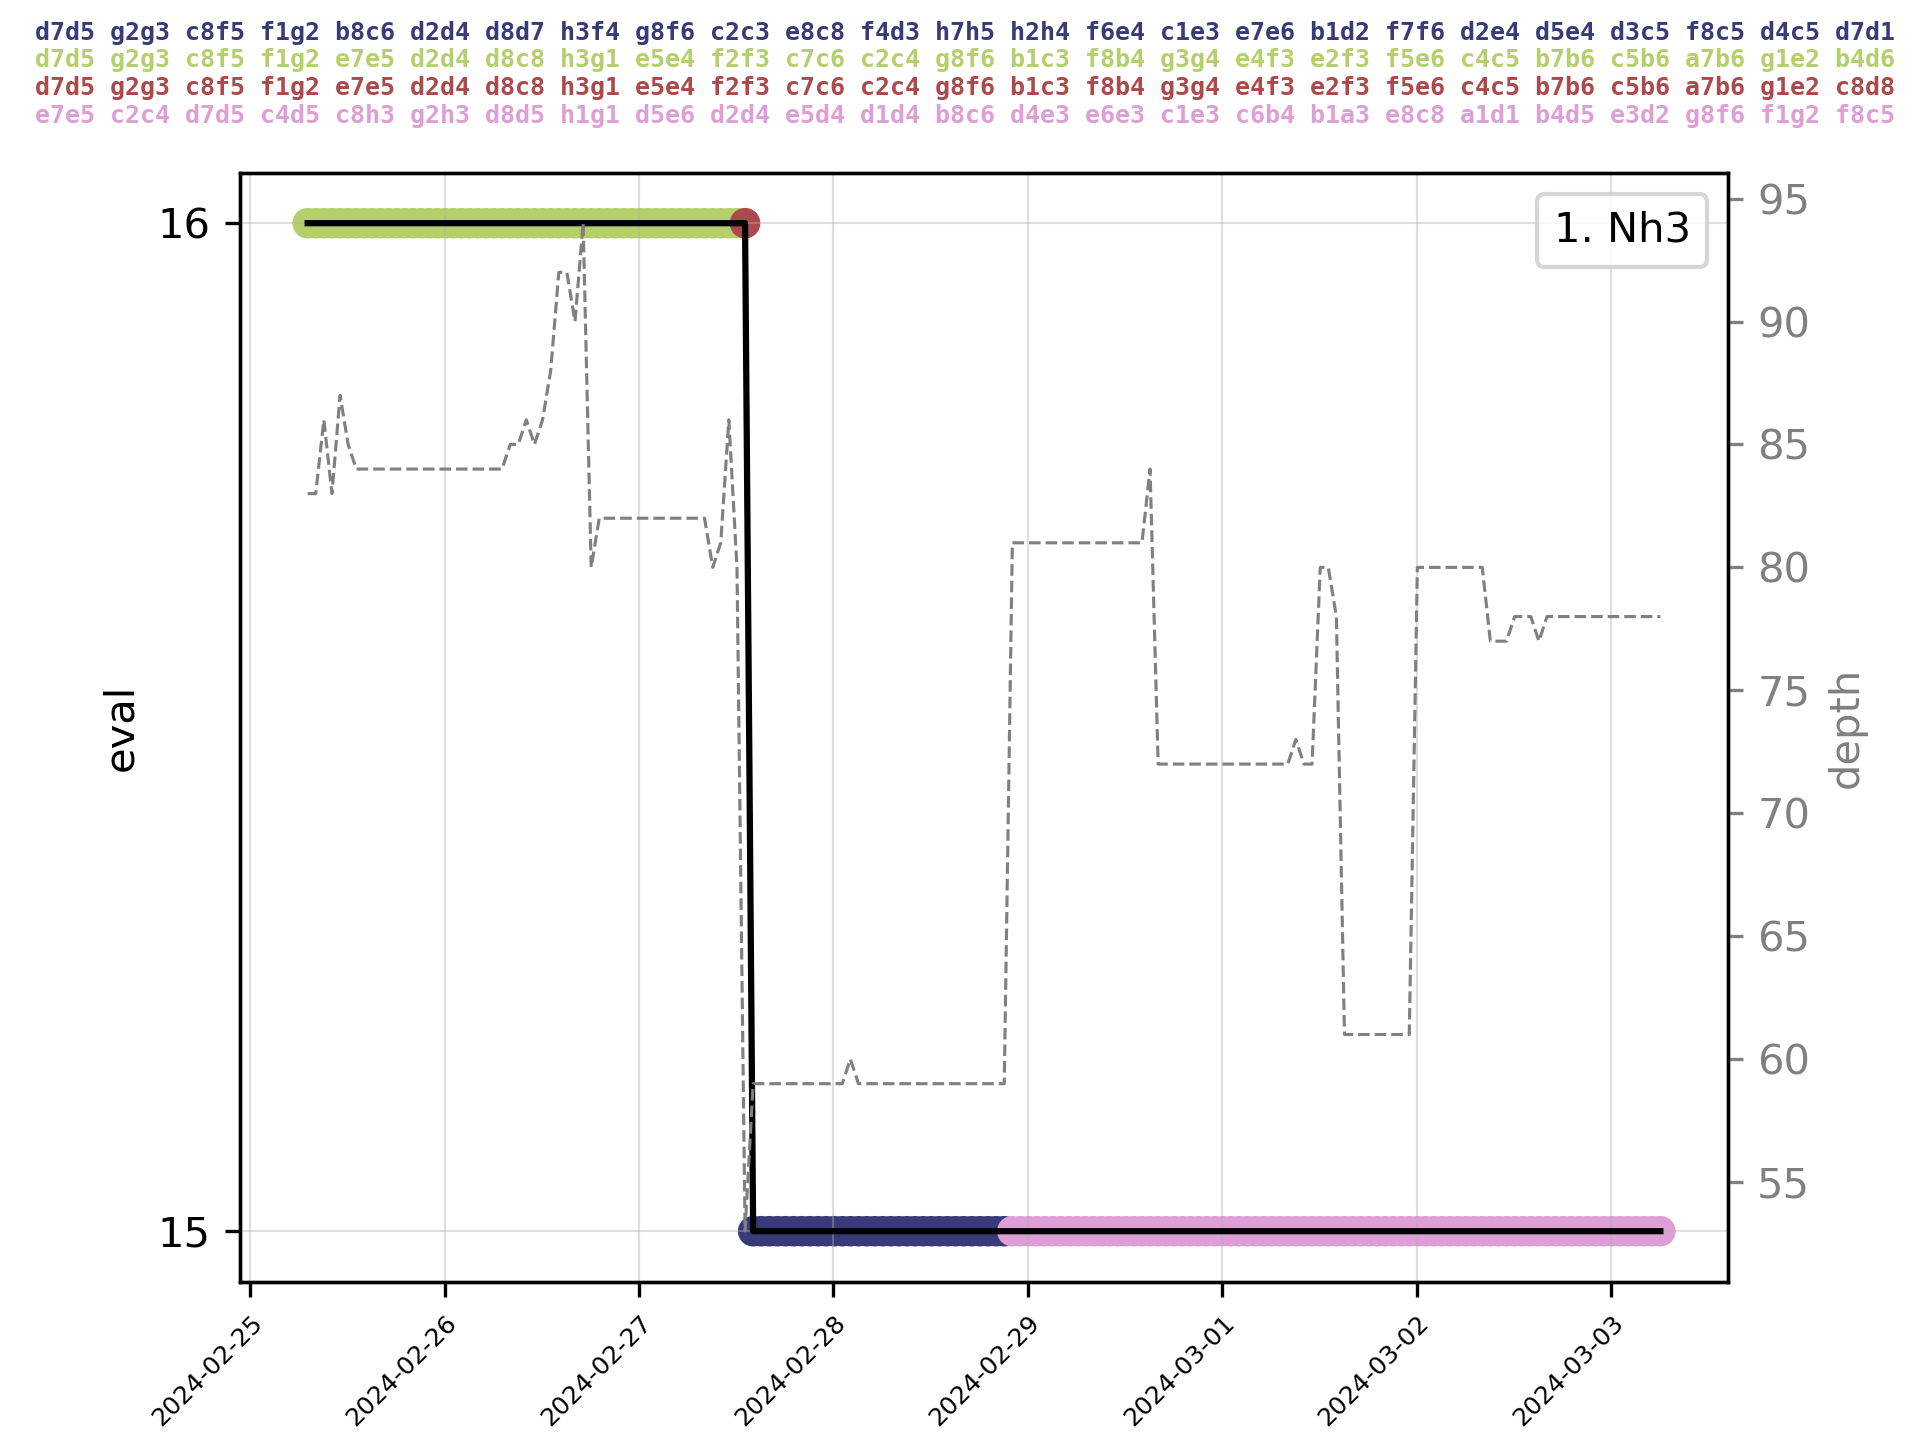 d7d5 g2g3 c8f5 f1g2 b8c6 d2d4 d8d7 h3f4 g8f6 c2c3 e8c8 f4d3 h7h5 h2h4 f6e4 c1e3 e7e6 b1d2 f7f6 d2e4 d5e4 d3c5 f8c5 d4c5 d7d1
d7d5 g2g3 c8f5 f1g2 e7e5 d2d4 d8c8 h3g1 e5e4 f2f3 c7c6 c2c4 g8f6 b1c3 f8b4 g3g4 e4f3 e2f3 f5e6 c4c5 b7b6 c5b6 a7b6 g1e2 b4d6
d7d5 g2g3 c8f5 f1g2 e7e5 d2d4 d8c8 h3g1 e5e4 f2f3 c7c6 c2c4 g8f6 b1c3 f8b4 g3g4 e4f3 e2f3 f5e6 c4c5 b7b6 c5b6 a7b6 g1e2 c8d8
e7e5 c2c4 d7d5 c4d5 c8h3 g2h3 d8d5 h1g1 d5e6 d2d4 e5d4 d1d4 b8c6 d4e3 e6e3 c1e3 c6b4 b1a3 e8c8 a1d1 b4d5 e3d2 g8f6 f1g2 f8c5
1. Nh3
16
15
eval
95
90
85
80
75
70
65
60
55
depth
2024-02-25
2024-02-26
2024-02-27
2024-02-28
2024-02-29
2024-03-01
2024-03-02
2024-03-03